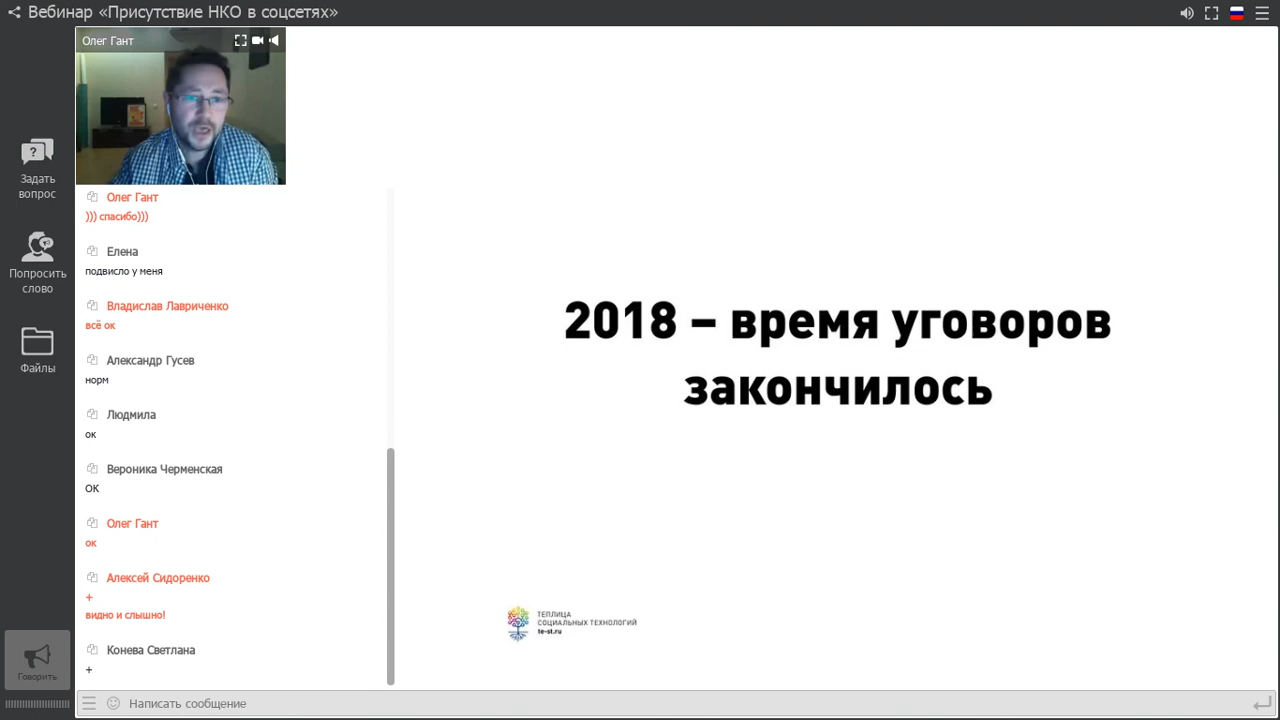 Вебинар «Присутствие НКО в соцсетях»
Олег Гант
Задать
вопрос
Попросить
слово
Файлы
Говорить
Олег Гант
))) спасибо)))
Елена
подвисло у меня
Владислав Лавриченко
всё ок
Александр Гусев
норм
Людмила
ок
Вероника Черменская
ОК
Олег Гант
ок
Алексей Сидоренко
+
видно и слышно!
Конева Светлана
+
Написать сообщение
2018 – время уговоров
закончилось
ТЕПЛИЦА
СОЦИАЛЬНЫХ ТЕХНОЛОГИЙ
te-st.ru